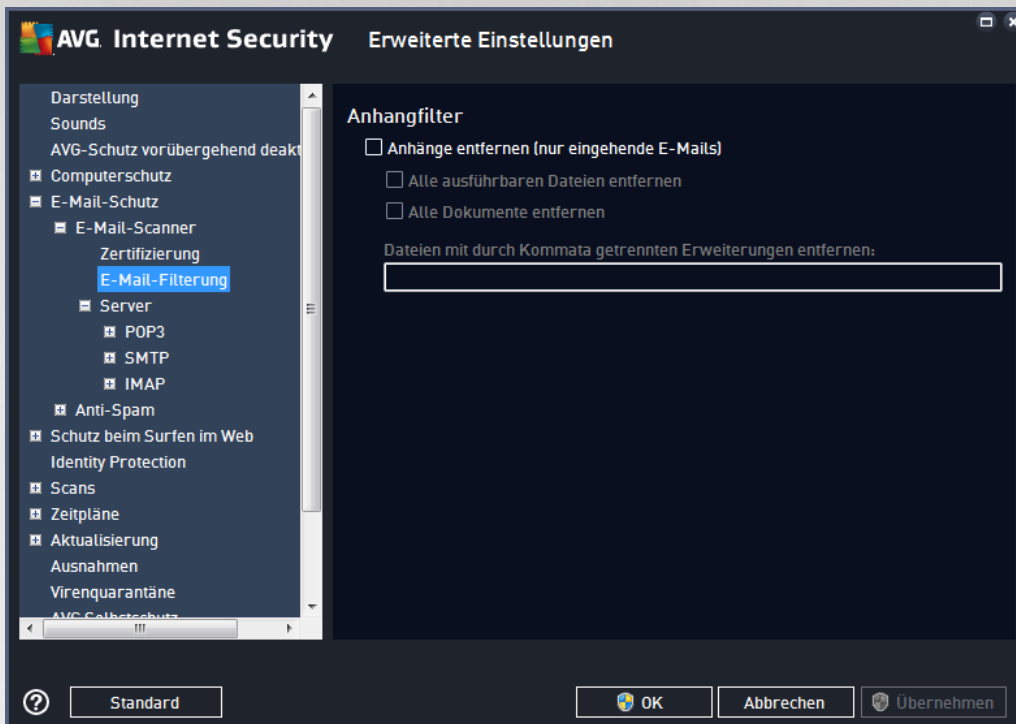 AVG Internet Security Erweiterte Einstellungen
Darstellung
Sounds
AVG-Schutz vorübergehend deakt
Computerschutz
E-Mail-Schutz
E-Mail-Scanner
Zertifizierung
E-Mail-Filterung
Server
POP3
SMTP
IMAP
Anti-Spam
Schutz beim Surfen im Web
Identity Protection
Scans
Zeitpläne
Aktualisierung
Ausnahmen
Virenquarantäne
AVG Selbstschutz
Anhangfilter
Anhänge entfernen (nur eingehende E-Mails)
Alle ausführbaren Dateien entfernen
Alle Dokumente entfernen
Dateien mit durch Kommata getrennten Erweiterungen entfernen:
? Standard OK Abbrechen Übernehmen